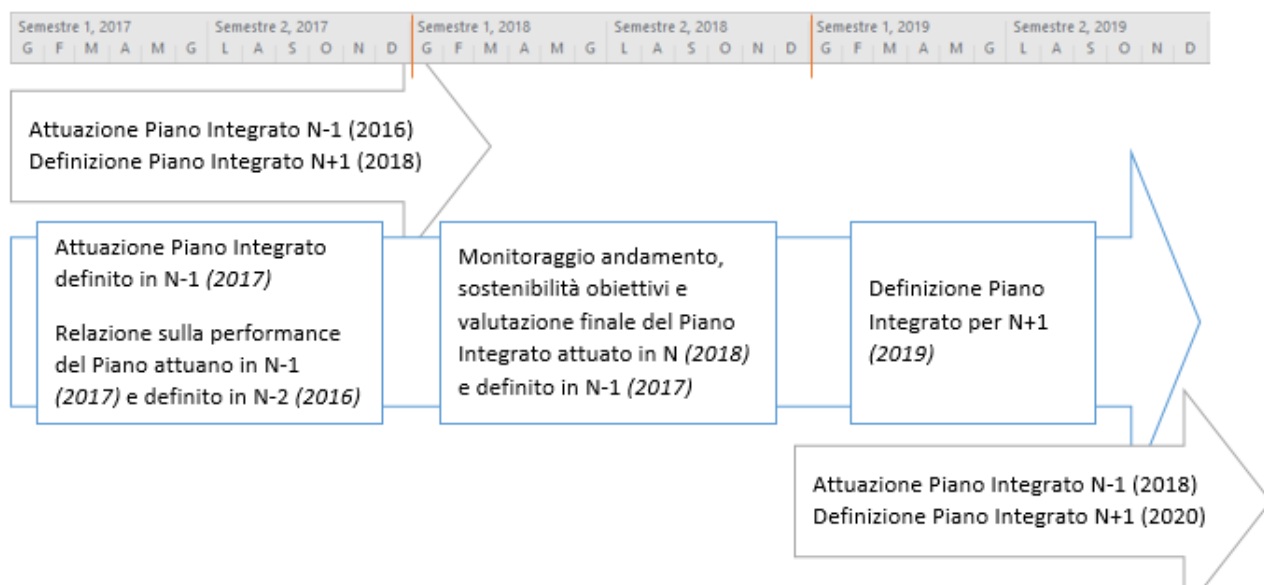 Semestre 1, 2017 Semestre 2, 2017 Semestre 1, 2018 Semestre 2, 2018 Semestre 1, 2019 Semestre 2, 2019
G F M A M G L A S O N D G F M A M G L A S O N D G F M A M G L A S O N D
Attuazione Piano Integrato N-1 (2016)
Definizione Piano Integrato N+1 (2018)
Attuazione Piano Integrato
definito in N-1 (2017)
Relazione sulla performance
del Piano attuano in N-1
(2017) e definito in N-2 (2016)
Monitoraggio andamento,
sostenibilità obiettivi e
valutazione finale del Piano
Integrato attuato in N (2018)
e definito in N-1 (2017)
Definizione Piano
Integrato per N+1
(2019)
Attuazione Piano Integrato N-1 (2018)
Definizione Piano Integrato N+1 (2020)